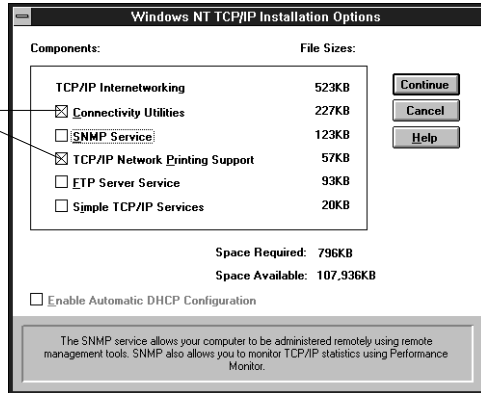 Windows NT TCP/IP Installation Options
Components: File Sizes:
TCP/IP Internetworking 523KB
Connectivity Utilities 227KB
SNMP Service 123KB
TCP/IP Network Printing Support 57KB
FTP Server Service 93KB
Simple TCP/IP Services 20KB
Continue
Cancel
Help
Space Required: 796KB
Space Available: 107,936KB
Enable Automatic DHCP Configuration
The SNMP service allows your computer to be administered remotely using remote
management tools. SNMP also allows you to monitor TCP/IP statistics using Performance
Monitor.